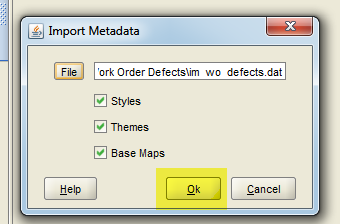 Import Metadata
File 'ork Order Defects\im_wo_defects.dat
Styles
Themes
Base Maps
Help Ok Cancel